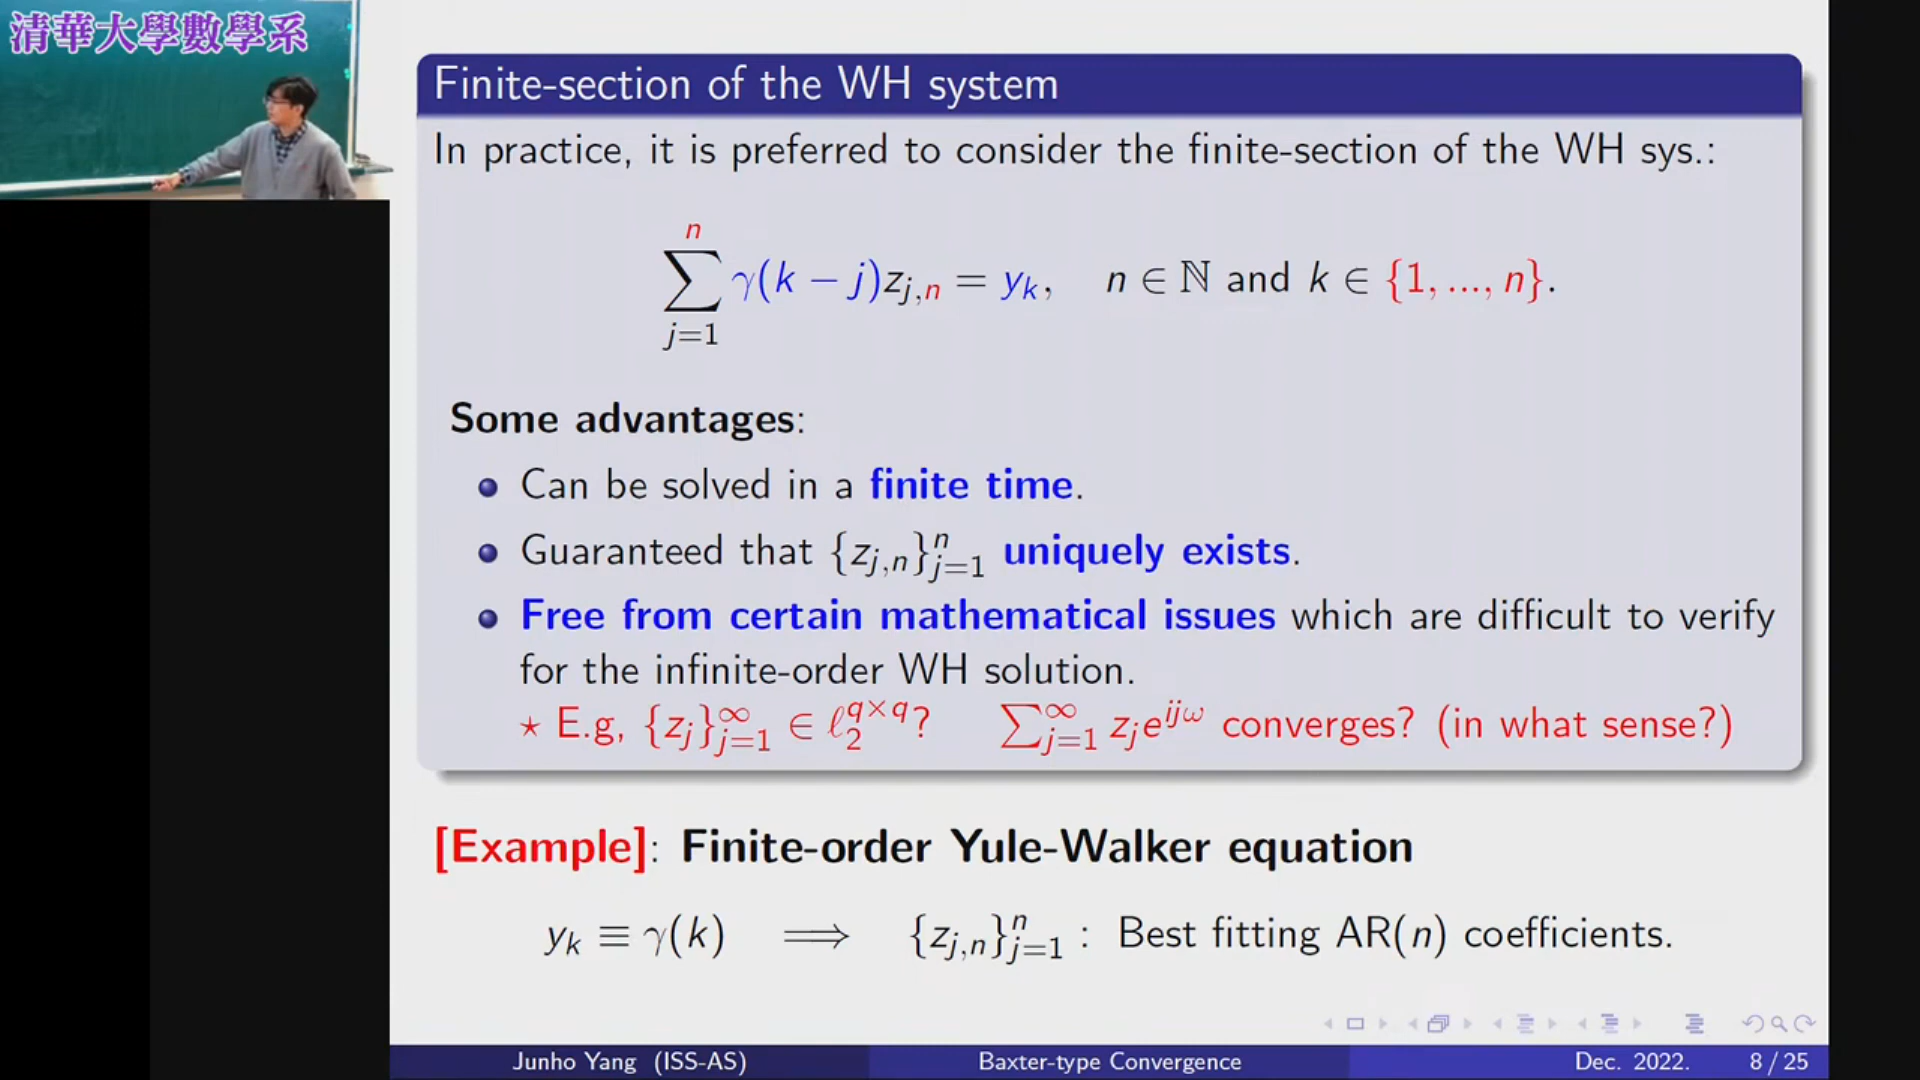 清華大學數學系
Finite-section of the WH system
In practice, it is preferred to consider the finite-section of the WH sys.:
∑_{j=1}^{n} γ(k − j)z_{j,n} = y_k,   n ∈ ℕ and k ∈ {1, ..., n}.
Some advantages:
• Can be solved in a finite time.
• Guaranteed that {z_{j,n}}_{j=1}^{n} uniquely exists.
• Free from certain mathematical issues which are difficult to verify
for the infinite-order WH solution.
⋆ E.g, {z_j}_{j=1}^{∞} ∈ ℓ_2^{q×q}?   ∑_{j=1}^{∞} z_j e^{ijω} converges? (in what sense?)
[Example]: Finite-order Yule-Walker equation
y_k ≡ γ(k)   ⟹   {z_{j,n}}_{j=1}^{n} : Best fitting AR(n) coefficients.
Junho Yang (ISS-AS)   Baxter-type Convergence   Dec. 2022.   8 / 25